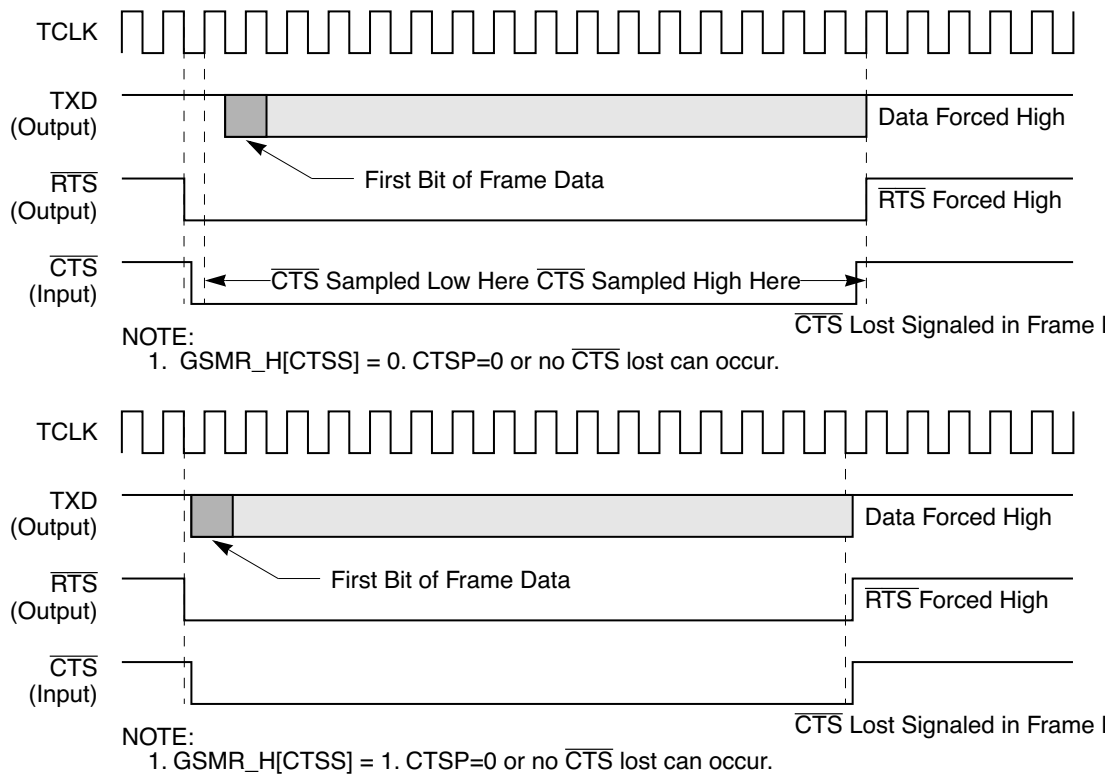 TCLK
TXD
(Output)
Data Forced High
First Bit of Frame Data
RTS
(Output)
RTS Forced High
CTS
(Input)
CTS Sampled Low Here CTS Sampled High Here
CTS Lost Signaled in Frame
NOTE:
1. GSMR_H[CTSS] = 0. CTSP=0 or no CTS lost can occur.
TCLK
TXD
(Output)
Data Forced High
First Bit of Frame Data
RTS
(Output)
RTS Forced High
CTS
(Input)
CTS Lost Signaled in Frame
NOTE:
1. GSMR_H[CTSS] = 1. CTSP=0 or no CTS lost can occur.